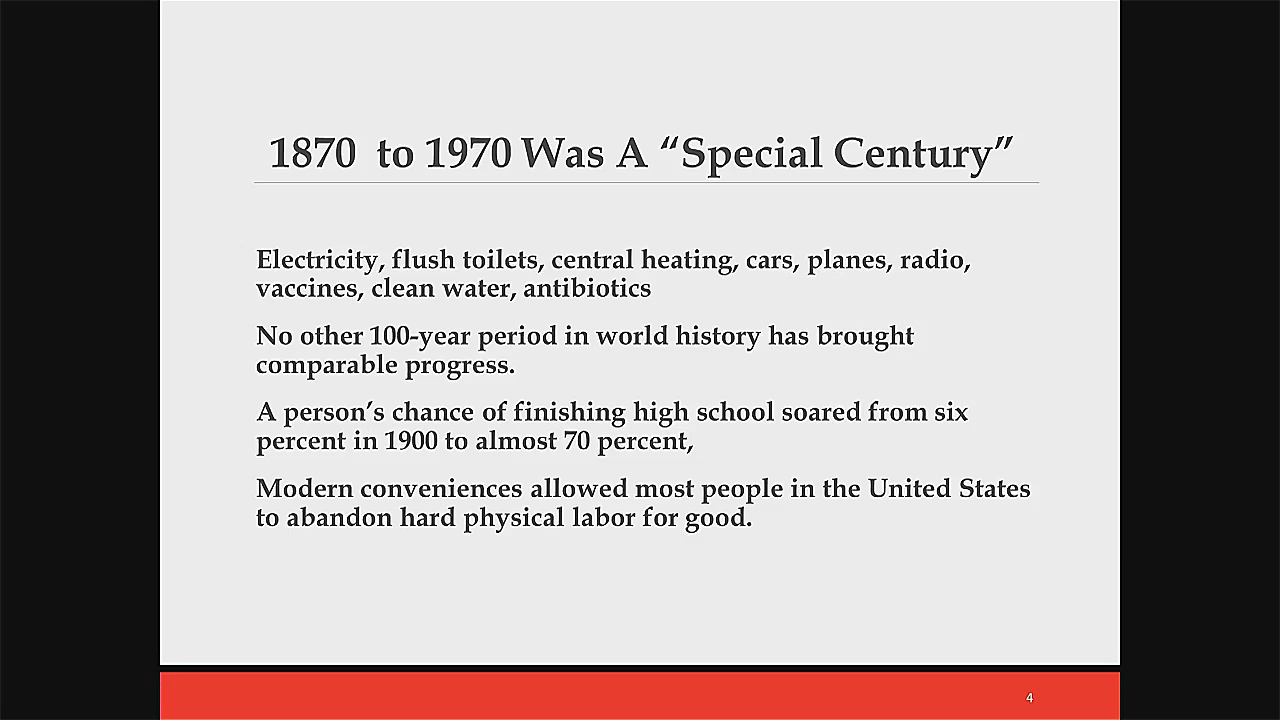 1870  to 1970 Was A “Special Century”
Electricity, flush toilets, central heating, cars, planes, radio,
vaccines, clean water, antibiotics
No other 100-year period in world history has brought
comparable progress.
A person’s chance of finishing high school soared from six
percent in 1900 to almost 70 percent,
Modern conveniences allowed most people in the United States
to abandon hard physical labor for good.
4